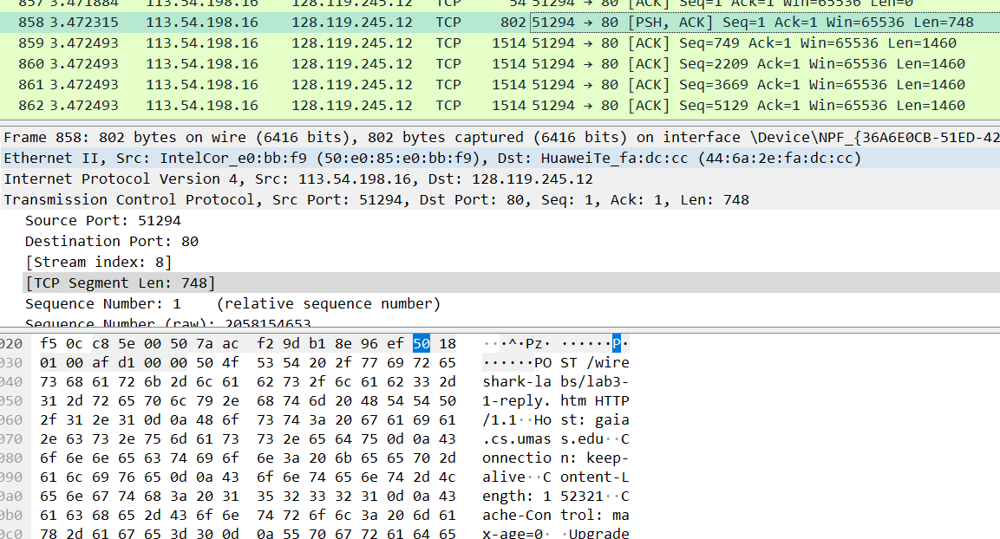 857 3.471884 113.54.198.16 128.119.245.12 TCP 54 51294 → 80 [ACK] Seq=1 Ack=1 Win=65536 Len=0
858 3.472315 113.54.198.16 128.119.245.12 TCP 802 51294 → 80 [PSH, ACK] Seq=1 Ack=1 Win=65536 Len=748
859 3.472493 113.54.198.16 128.119.245.12 TCP 1514 51294 → 80 [ACK] Seq=749 Ack=1 Win=65536 Len=1460
860 3.472493 113.54.198.16 128.119.245.12 TCP 1514 51294 → 80 [ACK] Seq=2209 Ack=1 Win=65536 Len=1460
861 3.472493 113.54.198.16 128.119.245.12 TCP 1514 51294 → 80 [ACK] Seq=3669 Ack=1 Win=65536 Len=1460
862 3.472493 113.54.198.16 128.119.245.12 TCP 1514 51294 → 80 [ACK] Seq=5129 Ack=1 Win=65536 Len=1460
Frame 858: 802 bytes on wire (6416 bits), 802 bytes captured (6416 bits) on interface \Device\NPF_{36A6E0CB-51ED-42
Ethernet II, Src: IntelCor_e0:bb:f9 (50:e0:85:e0:bb:f9), Dst: HuaweiTe_fa:dc:cc (44:6a:2e:fa:dc:cc)
Internet Protocol Version 4, Src: 113.54.198.16, Dst: 128.119.245.12
Transmission Control Protocol, Src Port: 51294, Dst Port: 80, Seq: 1, Ack: 1, Len: 748
Source Port: 51294
Destination Port: 80
[Stream index: 8]
[TCP Segment Len: 748]
Sequence Number: 1 (relative sequence number)
Sequence Number (raw): 2058154653
020 f5 0c c8 5e 00 50 7a ac f2 9d b1 8e 96 ef 50 18 ···^·Pz· ······P·
030 01 00 af d1 00 00 50 4f 53 54 20 2f 77 69 72 65 ······PO ST /wire
040 73 68 61 72 6b 2d 6c 61 62 73 2f 6c 61 62 33 2d shark-la bs/lab3-
050 31 2d 72 65 70 6c 79 2e 68 74 6d 20 48 54 54 50 1-reply. htm HTTP
060 2f 31 2e 31 0d 0a 48 6f 73 74 3a 20 67 61 69 61 /1.1··Ho st: gaia
070 2e 63 73 2e 75 6d 61 73 73 2e 65 64 75 0d 0a 43 .cs.umas s.edu··C
080 6f 6e 6e 65 63 74 69 6f 6e 3a 20 6b 65 65 70 2d onnectio n: keep-
090 61 6c 69 76 65 0d 0a 43 6f 6e 74 65 6e 74 2d 4c alive··C ontent-L
0a0 65 6e 67 74 68 3a 20 31 35 32 33 32 31 0d 0a 43 ength: 1 52321··C
0b0 61 63 68 65 2d 43 6f 6e 74 72 6f 6c 3a 20 6d 61 ache-Con trol: ma
0c0 78 2d 61 67 65 3d 30 0d 0a 55 70 67 72 61 64 65 x-age=0· ·Upgrade